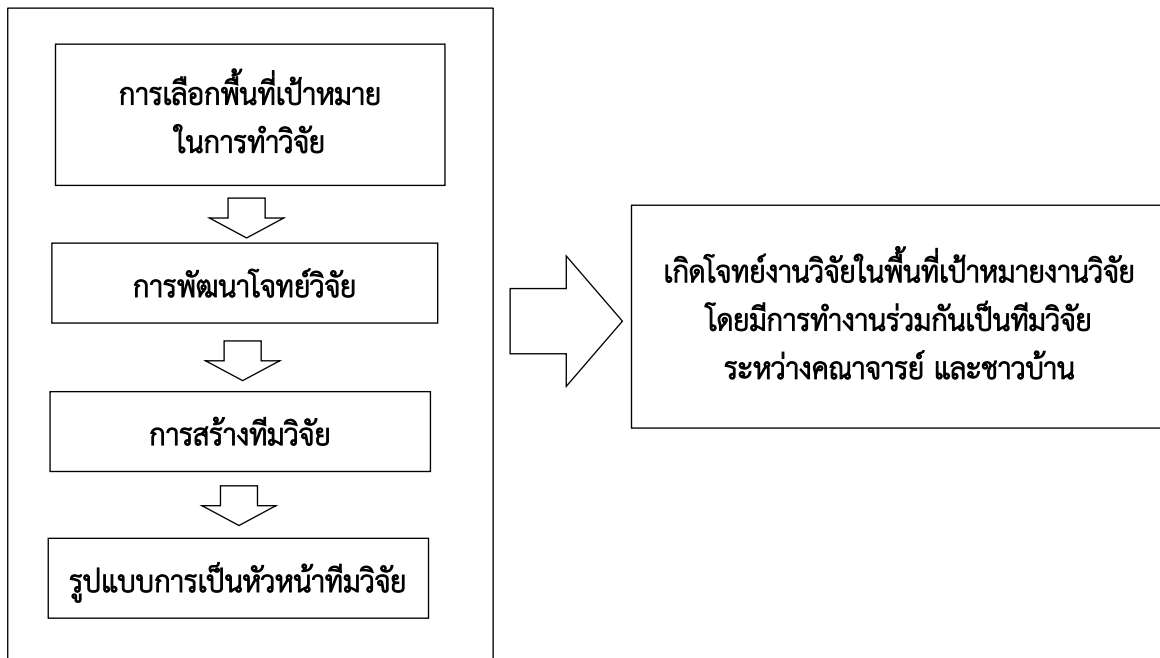 การเลือกพื้นที่เป้าหมาย
ในการทำวิจัย
การพัฒนาโจทย์วิจัย
การสร้างทีมวิจัย
รูปแบบการเป็นหัวหน้าทีมวิจัย
เกิดโจทย์งานวิจัยในพื้นที่เป้าหมายงานวิจัย
โดยมีการทำงานร่วมกันเป็นทีมวิจัย
ระหว่างคณาจารย์ และชาวบ้าน